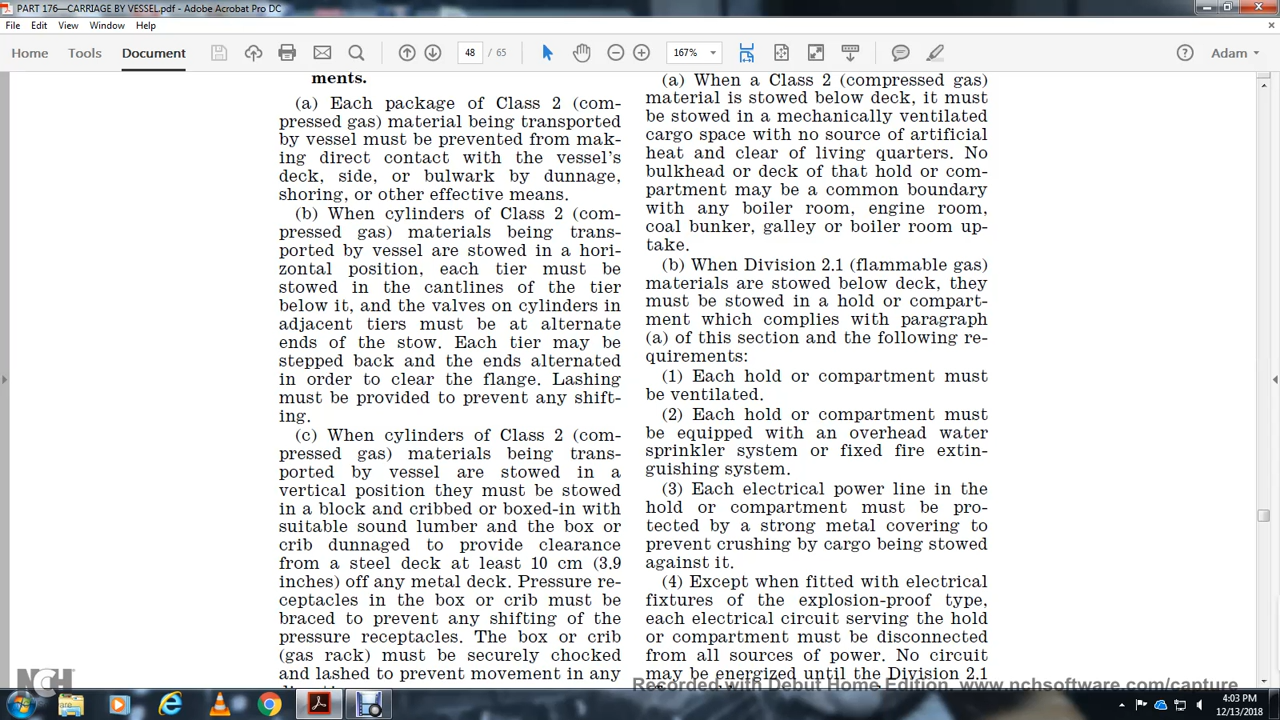 PART 176—CARRIAGE BY VESSEL.pdf - Adobe Acrobat Pro DC
File Edit View Window Help
Home Tools Document 48 / 65 167% Adam
ments.
(a) Each package of Class 2 (com-
pressed gas) material being transported
by vessel must be prevented from mak-
ing direct contact with the vessel's
deck, side, or bulwark by dunnage,
shoring, or other effective means.
(b) When cylinders of Class 2 (com-
pressed gas) materials being trans-
ported by vessel are stowed in a hori-
zontal position, each tier must be
stowed in the cantlines of the tier
below it, and the valves on cylinders in
adjacent tiers must be at alternate
ends of the stow. Each tier may be
stepped back and the ends alternated
in order to clear the flange. Lashing
must be provided to prevent any shift-
ing.
(c) When cylinders of Class 2 (com-
pressed gas) materials being trans-
ported by vessel are stowed in a
vertical position they must be stowed
in a block and cribbed or boxed-in with
suitable sound lumber and the box or
crib dunnaged to provide clearance
from a steel deck at least 10 cm (3.9
inches) off any metal deck. Pressure re-
ceptacles in the box or crib must be
braced to prevent any shifting of the
pressure receptacles. The box or crib
(gas rack) must be securely chocked
and lashed to prevent movement in any
(a) When a Class 2 (compressed gas)
material is stowed below deck, it must
be stowed in a mechanically ventilated
cargo space with no source of artificial
heat and clear of living quarters. No
bulkhead or deck of that hold or com-
partment may be a common boundary
with any boiler room, engine room,
coal bunker, galley or boiler room up-
take.
(b) When Division 2.1 (flammable gas)
materials are stowed below deck, they
must be stowed in a hold or compart-
ment which complies with paragraph
(a) of this section and the following re-
quirements:
(1) Each hold or compartment must
be ventilated.
(2) Each hold or compartment must
be equipped with an overhead water
sprinkler system or fixed fire extin-
guishing system.
(3) Each electrical power line in the
hold or compartment must be pro-
tected by a strong metal covering to
prevent crushing by cargo being stowed
against it.
(4) Except when fitted with electrical
fixtures of the explosion-proof type,
each electrical circuit serving the hold
or compartment must be disconnected
from all sources of power. No circuit
may be energized until the Division 2.1
NCH
Recorded with Debut Home Edition. www.nchsoftware.com/capture
4:03 PM
12/13/2018